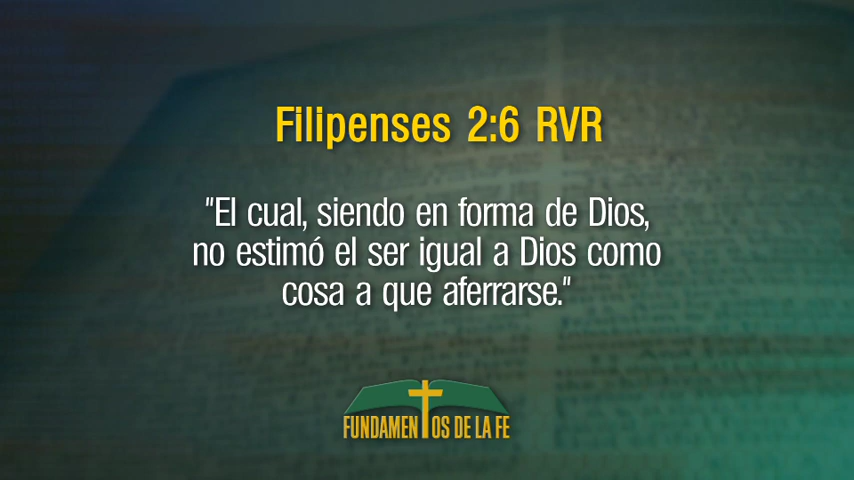 Filipenses 2:6 RVR
"El cual, siendo en forma de Dios,
no estimó el ser igual a Dios como
cosa a que aferrarse."
FUNDAMENTOS DE LA FE